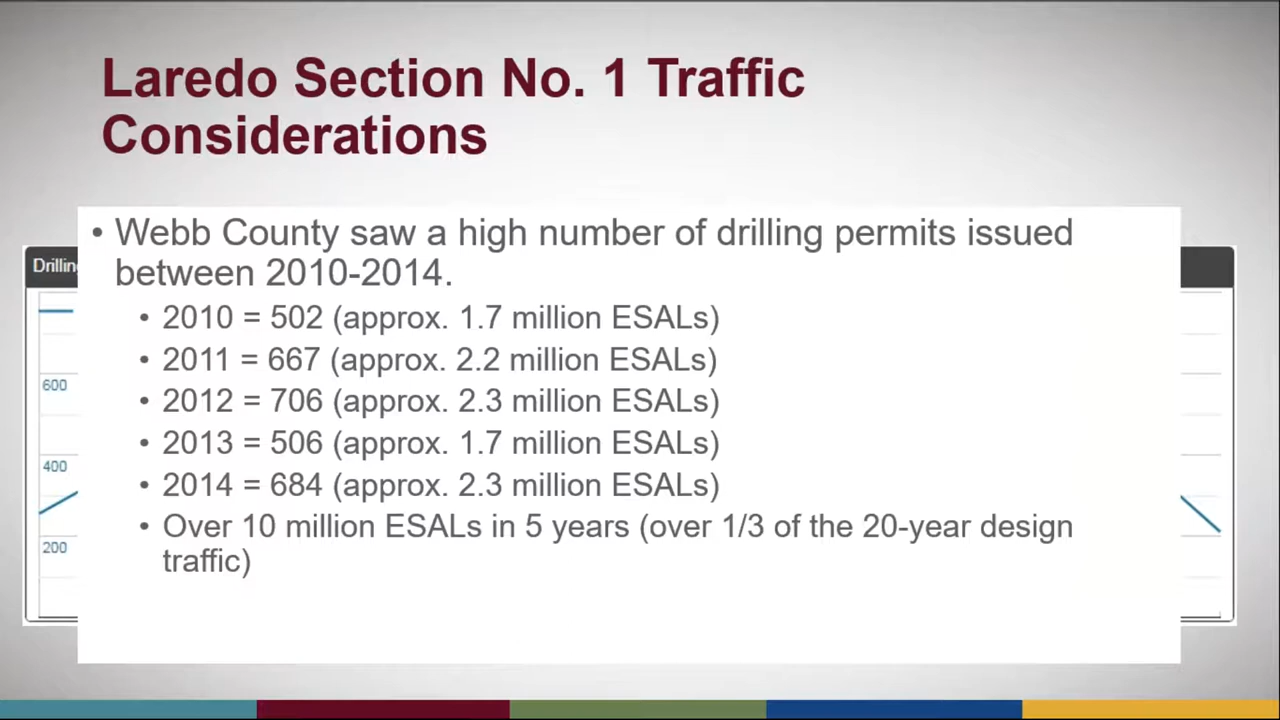 Laredo Section No. 1 Traffic
Considerations
• Webb County saw a high number of drilling permits issued
between 2010-2014.
• 2010 = 502 (approx. 1.7 million ESALs)
• 2011 = 667 (approx. 2.2 million ESALs)
• 2012 = 706 (approx. 2.3 million ESALs)
• 2013 = 506 (approx. 1.7 million ESALs)
• 2014 = 684 (approx. 2.3 million ESALs)
• Over 10 million ESALs in 5 years (over 1/3 of the 20-year design
traffic)
600
400
200